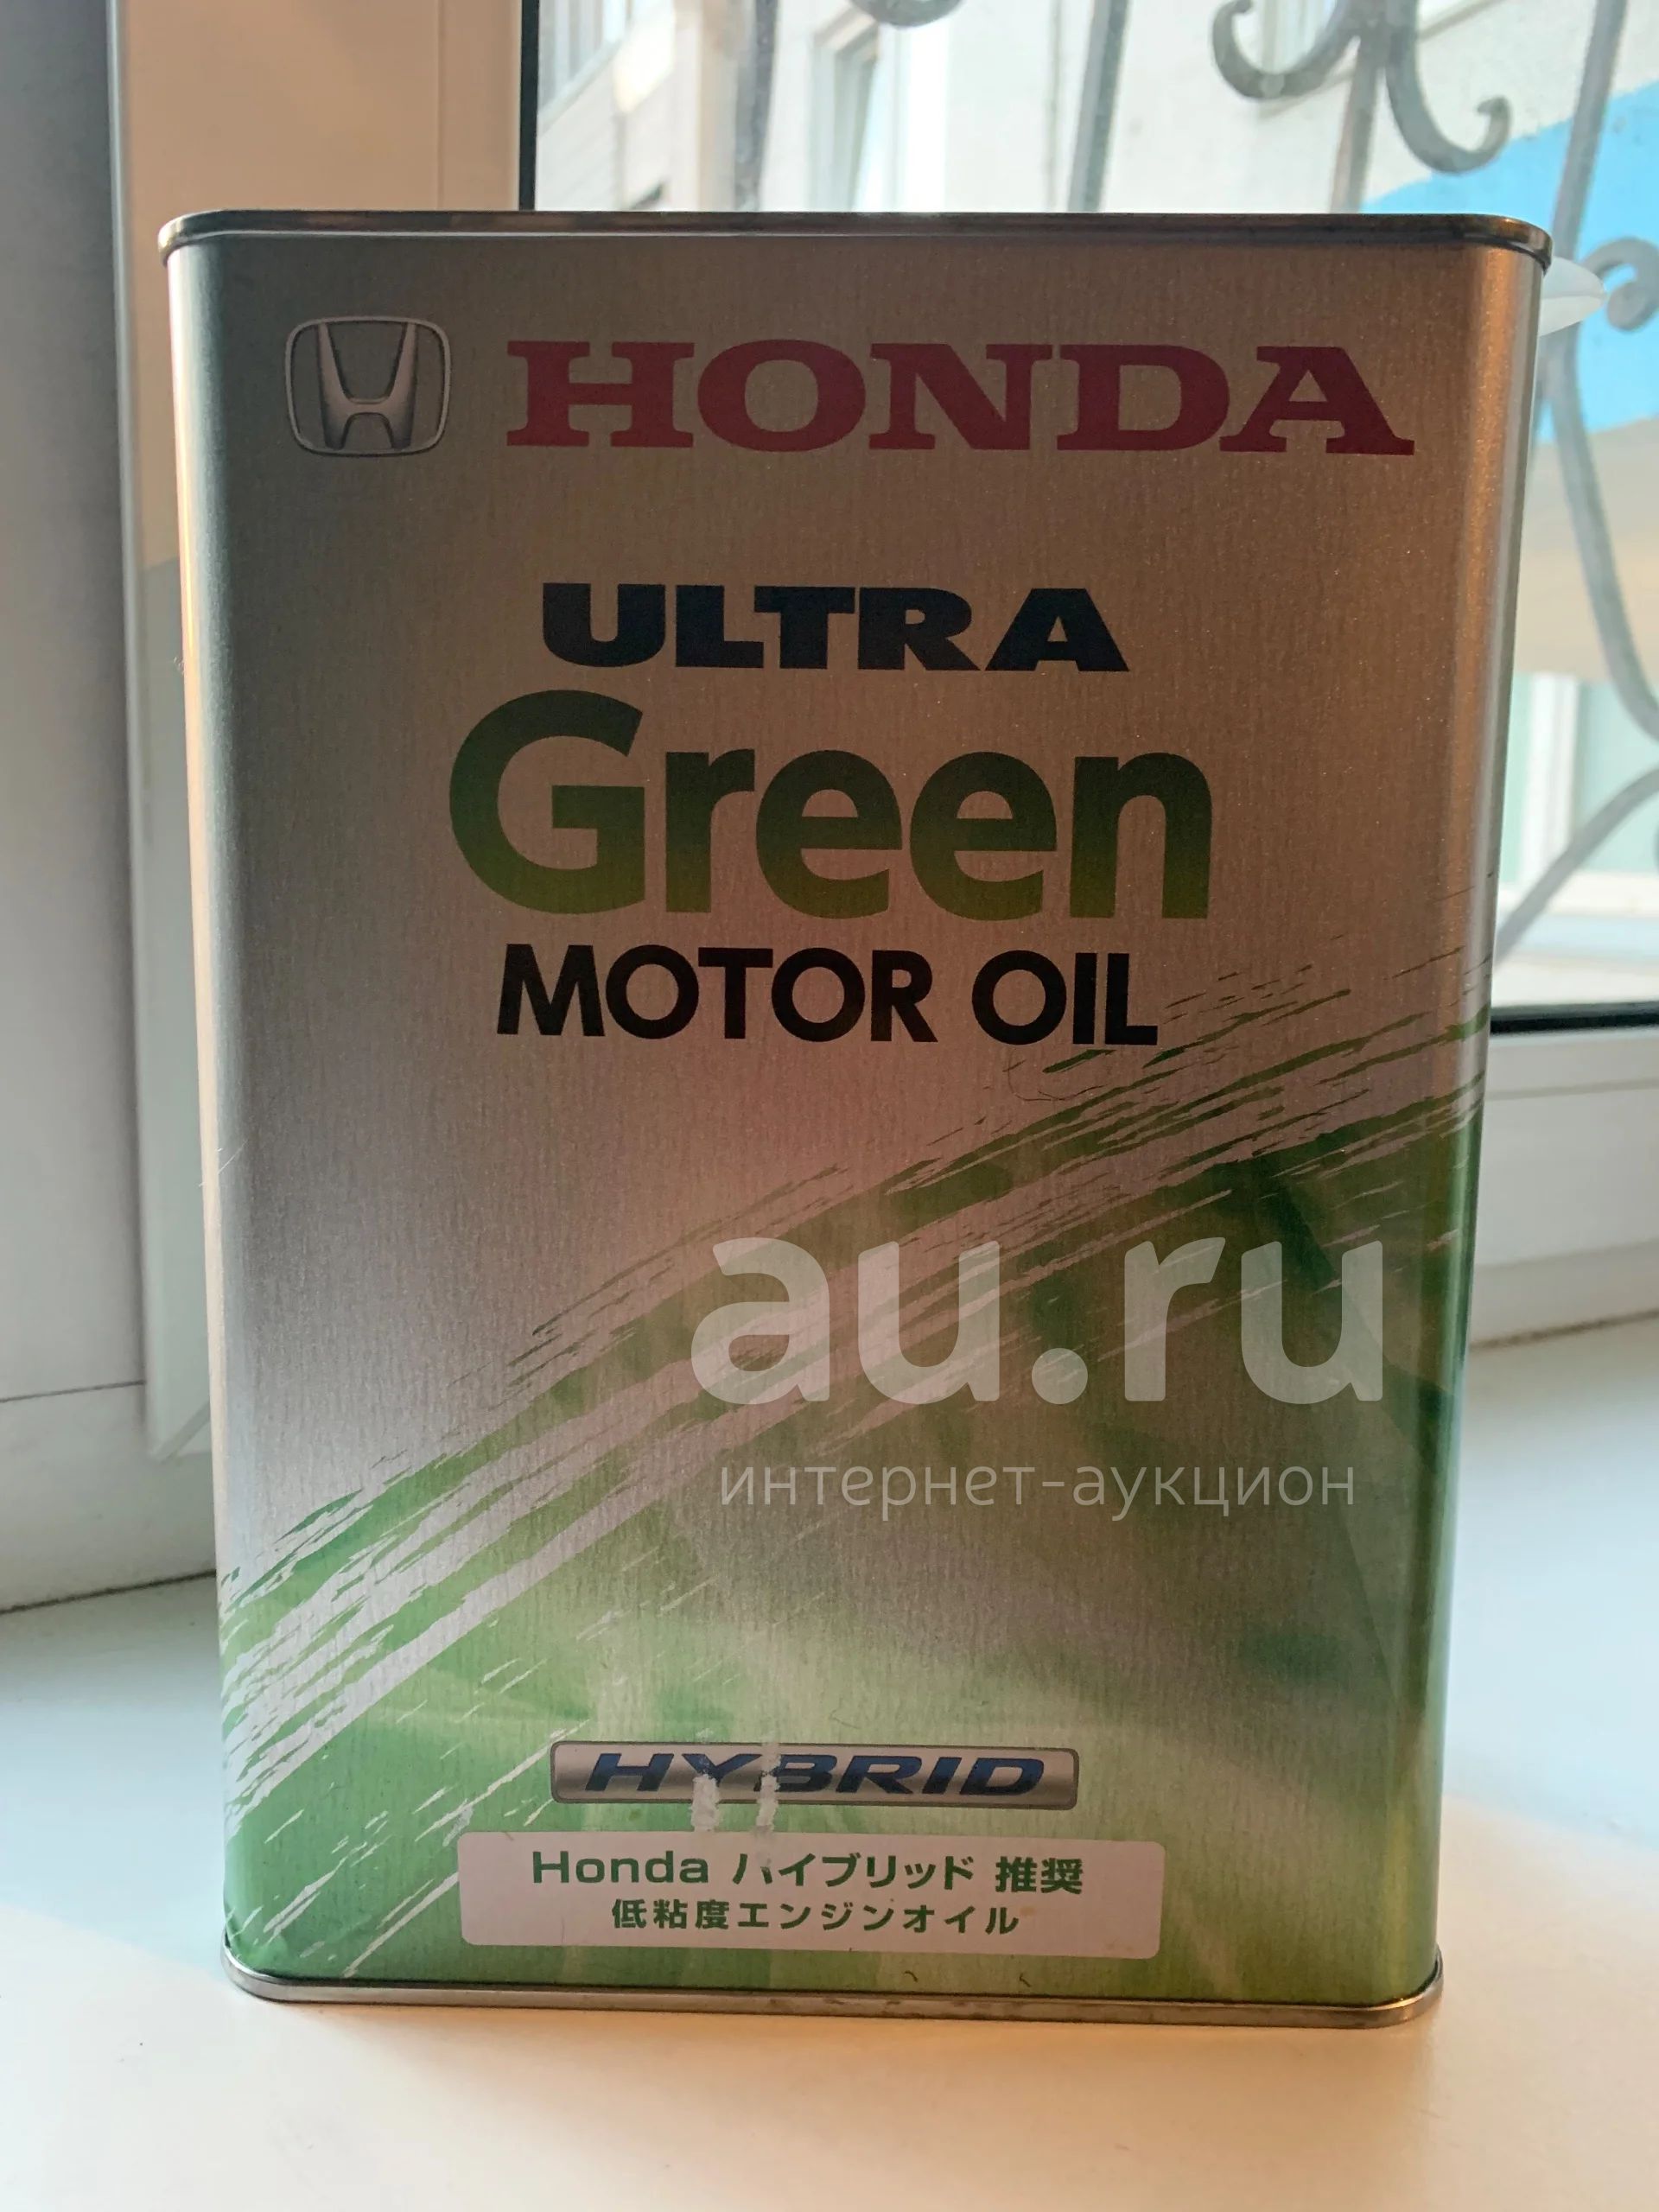 HONDA
ULTRA
Green
MOTOR OIL
au.ru
интернет-аукцион
HYBRID
Honda ハイブリッド 推奨
低粘度エンジンオイル